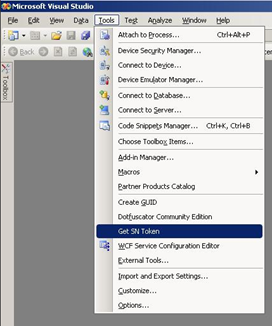 Microsoft Visual Studio
File Edit View Data Tools Test Analyze Window Help
Attach to Process... Ctrl+Alt+P
Back
Device Security Manager...
Connect to Device...
Device Emulator Manager...
Toolbox
Connect to Database...
Connect to Server...
Code Snippets Manager... Ctrl+K, Ctrl+B
Choose Toolbox Items...
Add-in Manager...
Macros
Partner Products Catalog
Create GUID
Dotfuscator Community Edition
Get SN Token
WCF Service Configuration Editor
External Tools...
Import and Export Settings...
Customize...
Options...